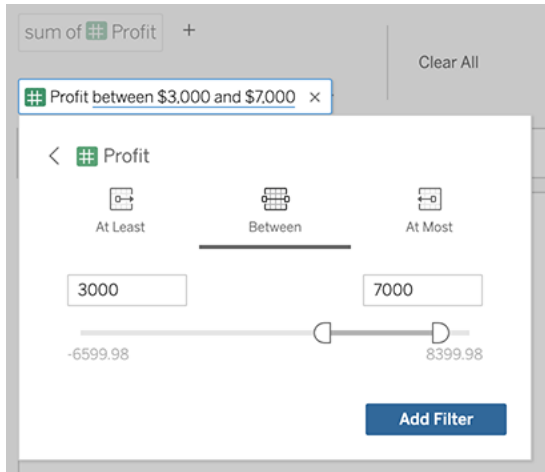 sum of Profit +
Clear All
Profit between $3,000 and $7,000 ×
Profit
At Least Between At Most
3000 7000
-6599.98 8399.98
Add Filter